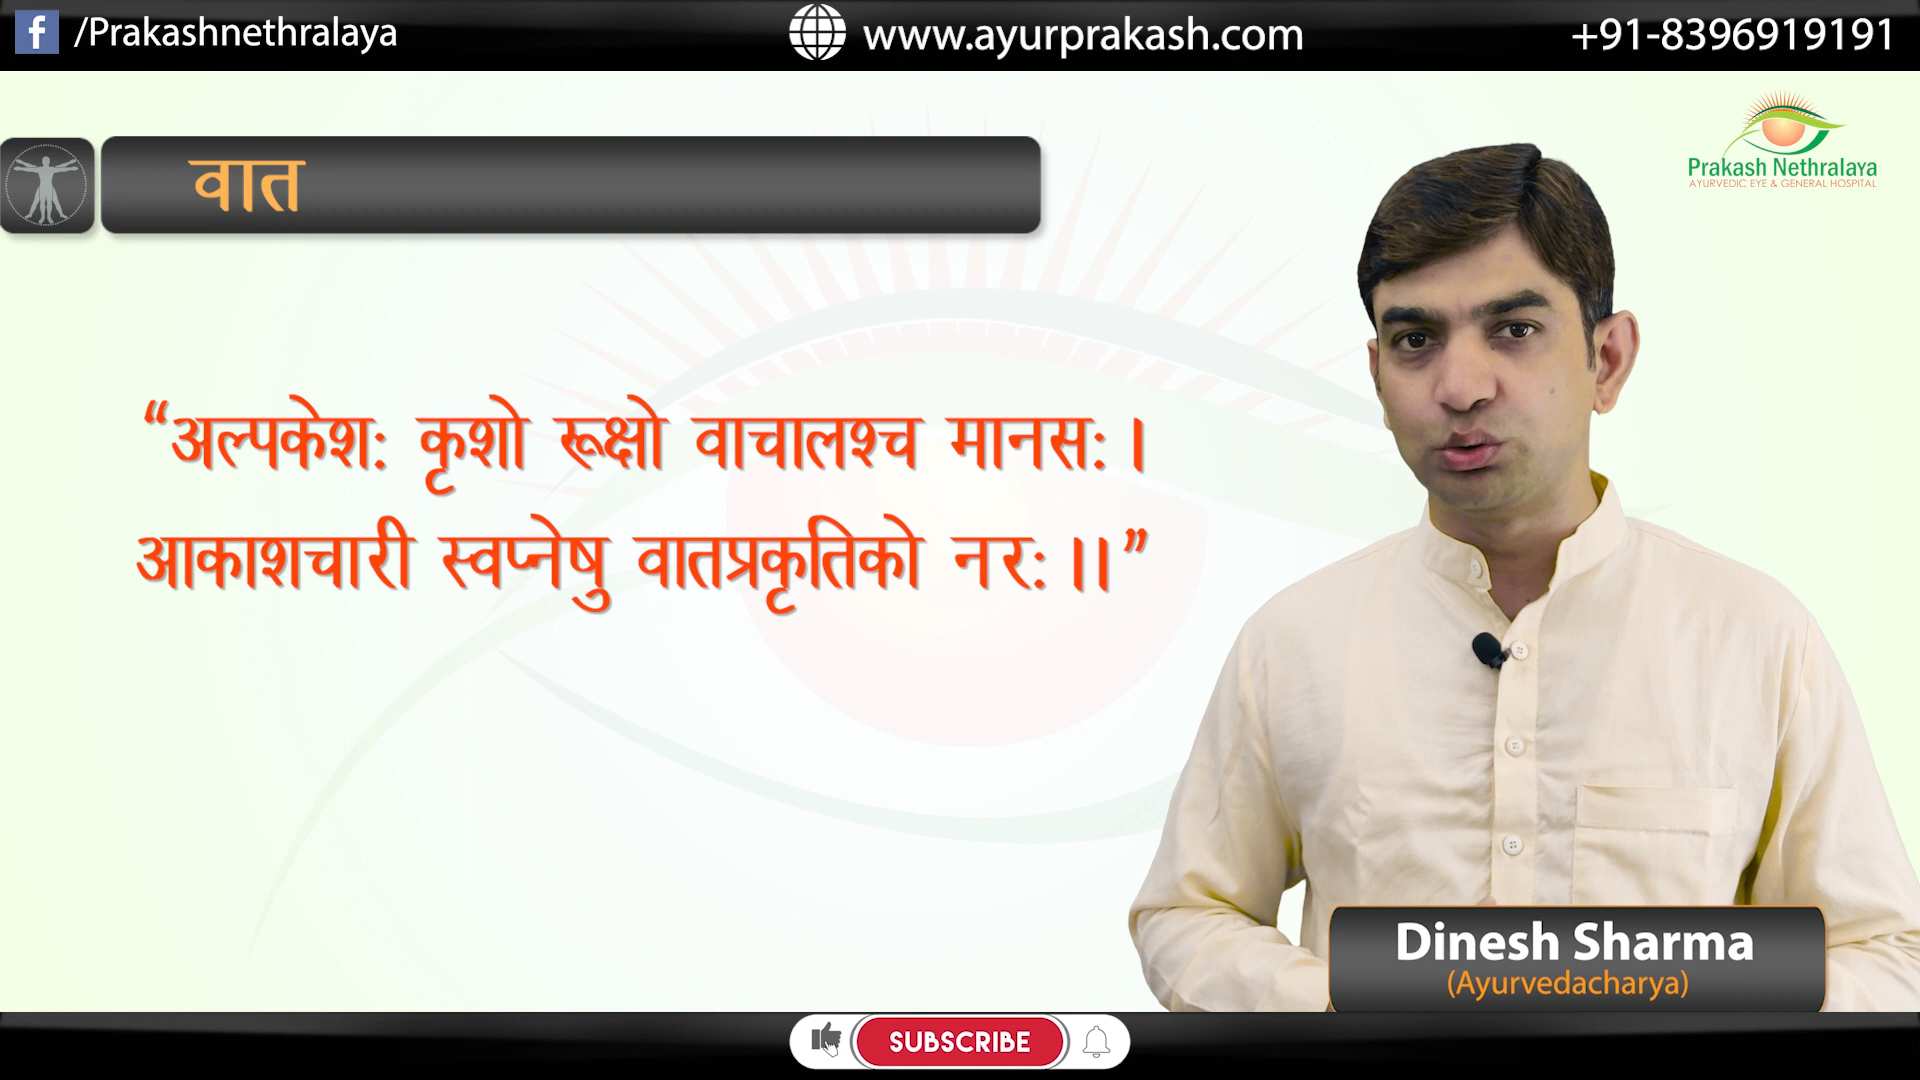 /Prakashnethralaya
www.ayurprakash.com
+91-8396919191
Prakash Nethralaya
AYURVEDIC EYE & GENERAL HOSPITAL
वात
“अल्पकेशः कृशो रूक्षो वाचालश्च मानसः।
आकाशचारी स्वप्नेषु वातप्रकृतिको नरः।।”
Dinesh Sharma
(Ayurvedacharya)
SUBSCRIBE